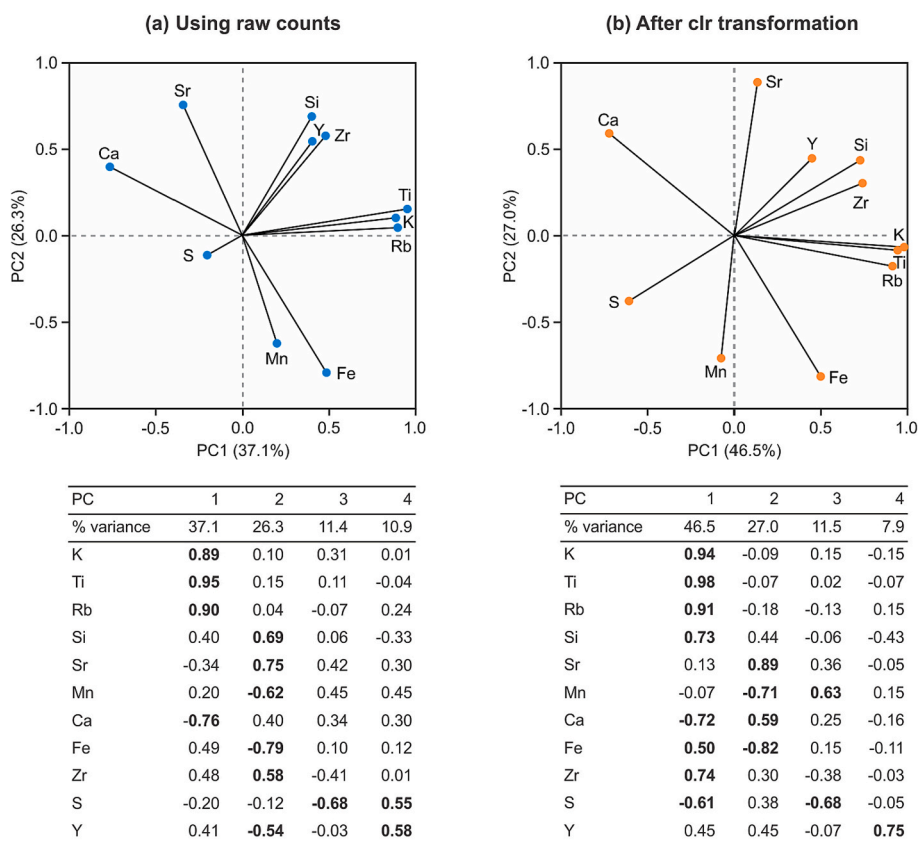 (a) Using raw counts
1.0
0.5
0.0
-0.5
-1.0
-1.0 -0.5 0.0 0.5 1.0
PC2 (26.3%)
PC1 (37.1%)
Sr
Si
Y
Zr
Ca
Ti
K
Rb
S
Mn
Fe
PC 1 2 3 4
% variance 37.1 26.3 11.4 10.9
K 0.89 0.10 0.31 0.01
Ti 0.95 0.15 0.11 -0.04
Rb 0.90 0.04 -0.07 0.24
Si 0.40 0.69 0.06 -0.33
Sr -0.34 0.75 0.42 0.30
Mn 0.20 -0.62 0.45 0.45
Ca -0.76 0.40 0.34 0.30
Fe 0.49 -0.79 0.10 0.12
Zr 0.48 0.58 -0.41 0.01
S -0.20 -0.12 -0.68 0.55
Y 0.41 -0.54 -0.03 0.58
(b) After clr transformation
1.0
0.5
0.0
-0.5
-1.0
-1.0 -0.5 0.0 0.5 1.0
PC2 (27.0%)
PC1 (46.5%)
Sr
Ca
Y
Si
Zr
K
Ti
Rb
S
Mn
Fe
PC 1 2 3 4
% variance 46.5 27.0 11.5 7.9
K 0.94 -0.09 0.15 -0.15
Ti 0.98 -0.07 0.02 -0.07
Rb 0.91 -0.18 -0.13 0.15
Si 0.73 0.44 -0.06 -0.43
Sr 0.13 0.89 0.36 -0.05
Mn -0.07 -0.71 0.63 0.15
Ca -0.72 0.59 0.25 -0.16
Fe 0.50 -0.82 0.15 -0.11
Zr 0.74 0.30 -0.38 -0.03
S -0.61 0.38 -0.68 -0.05
Y 0.45 0.45 -0.07 0.75